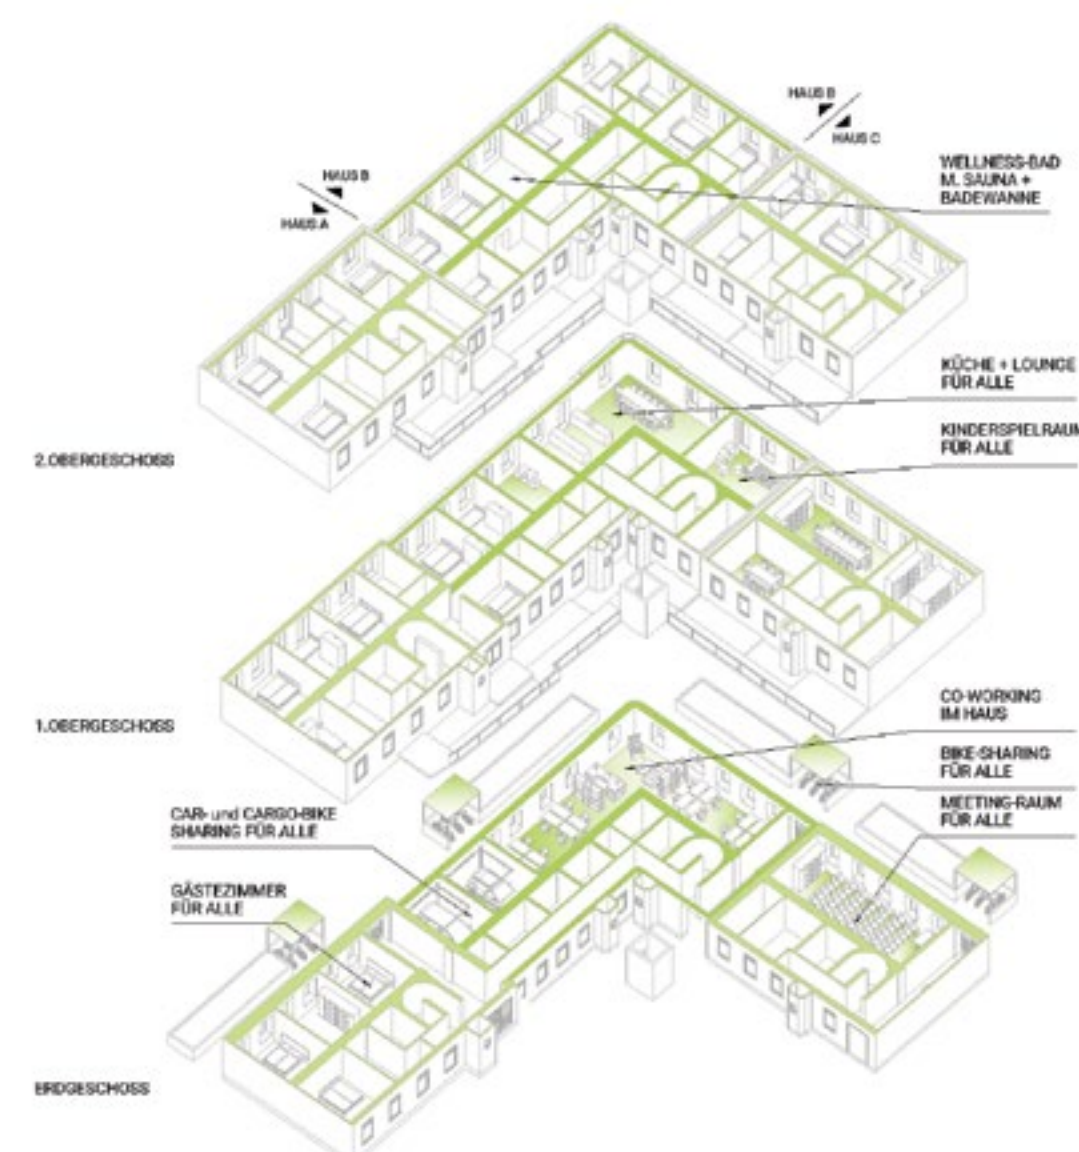 HAUS B
HAUS C
WELLNESS-BAD
M. SAUNA +
BADEWANNE
HAUS B
HAUS A
KÜCHE + LOUNGE
FÜR ALLE
KINDERSPIELRAUM
FÜR ALLE
2.OBERGESCHOSS
CO-WORKING
IM HAUS
1.OBERGESCHOSS
BIKE-SHARING
FÜR ALLE
MEETING-RAUM
FÜR ALLE
CAR- und CARGO-BIKE
SHARING FÜR ALLE
GÄSTEZIMMER
FÜR ALLE
ERDGESCHOSS